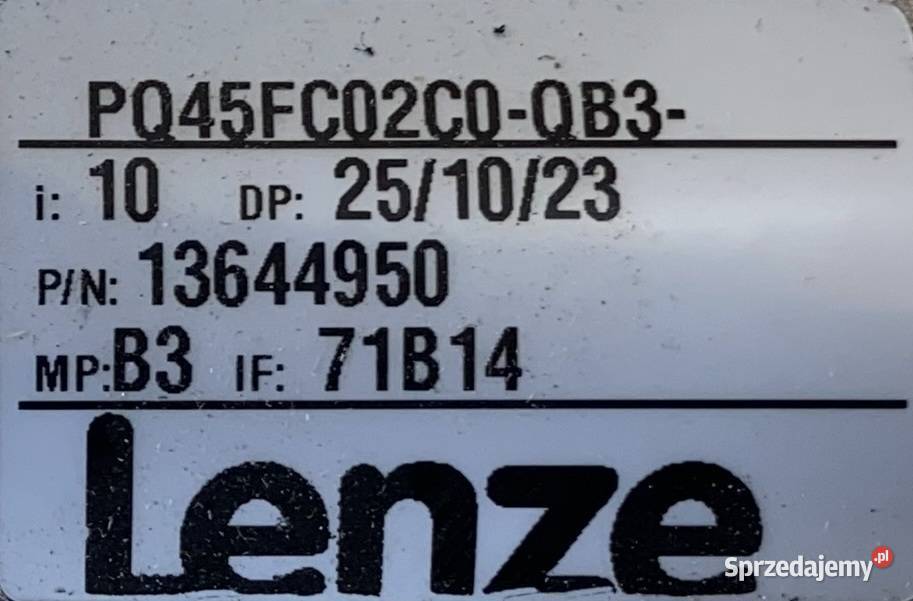 PQ45FC02C0-QB3-
i: 10 DP: 25/10/23
P/N: 13644950
MP:B3 IF: 71B14
Lenze
Sprzedajemy.pl